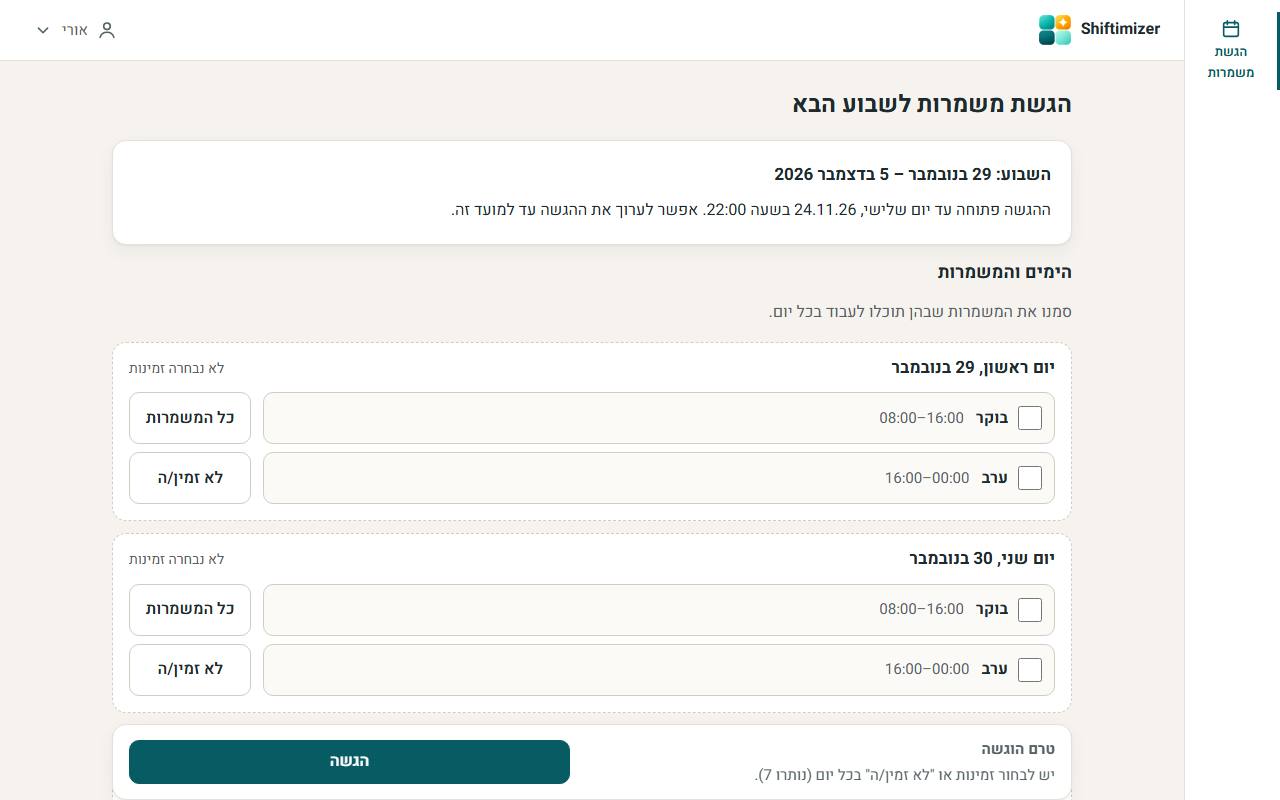 הגשת
משמרות
Shiftimizer
אורי
הגשת משמרות לשבוע הבא
השבוע: 29 בנובמבר – 5 בדצמבר 2026
ההגשה פתוחה עד יום שלישי, 24.11.26 בשעה 22:00. אפשר לערוך את ההגשה עד למועד זה.
הימים והמשמרות
סמנו את המשמרות שבהן תוכלו לעבוד בכל יום.
יום ראשון, 29 בנובמבר
לא נבחרה זמינות
בוקר 08:00–16:00
כל המשמרות
ערב 16:00–00:00
לא זמין/ה
יום שני, 30 בנובמבר
לא נבחרה זמינות
בוקר 08:00–16:00
כל המשמרות
ערב 16:00–00:00
לא זמין/ה
טרם הוגשה
יש לבחור זמינות או "לא זמין/ה" בכל יום (נותרו 7).
הגשה